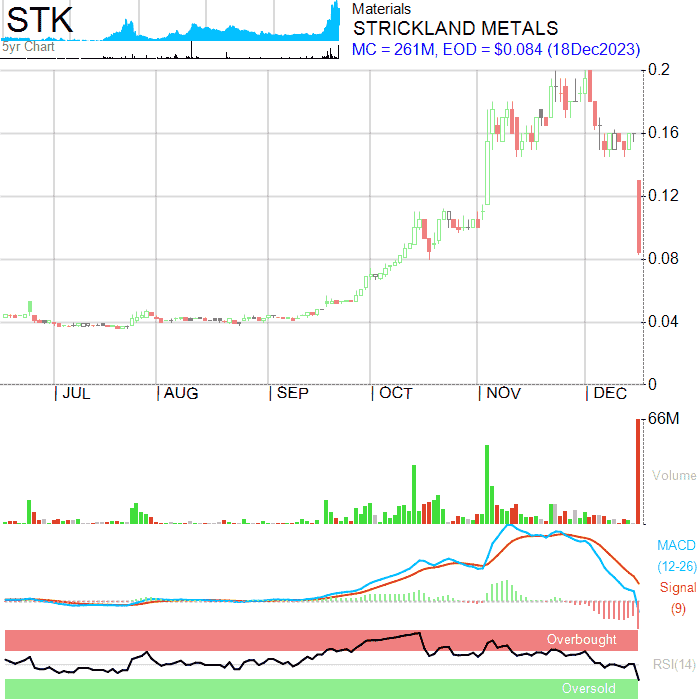 STK
5yr Chart
Materials
STRICKLAND METALS
MC = 261M, EOD = $0.084 (18Dec2023)
0.2
0.16
0.12
0.08
0.04
0
JUL AUG SEP OCT NOV DEC
66M
Volume
MACD
(12-26)
Signal
(9)
Overbought
RSI(14)
Oversold